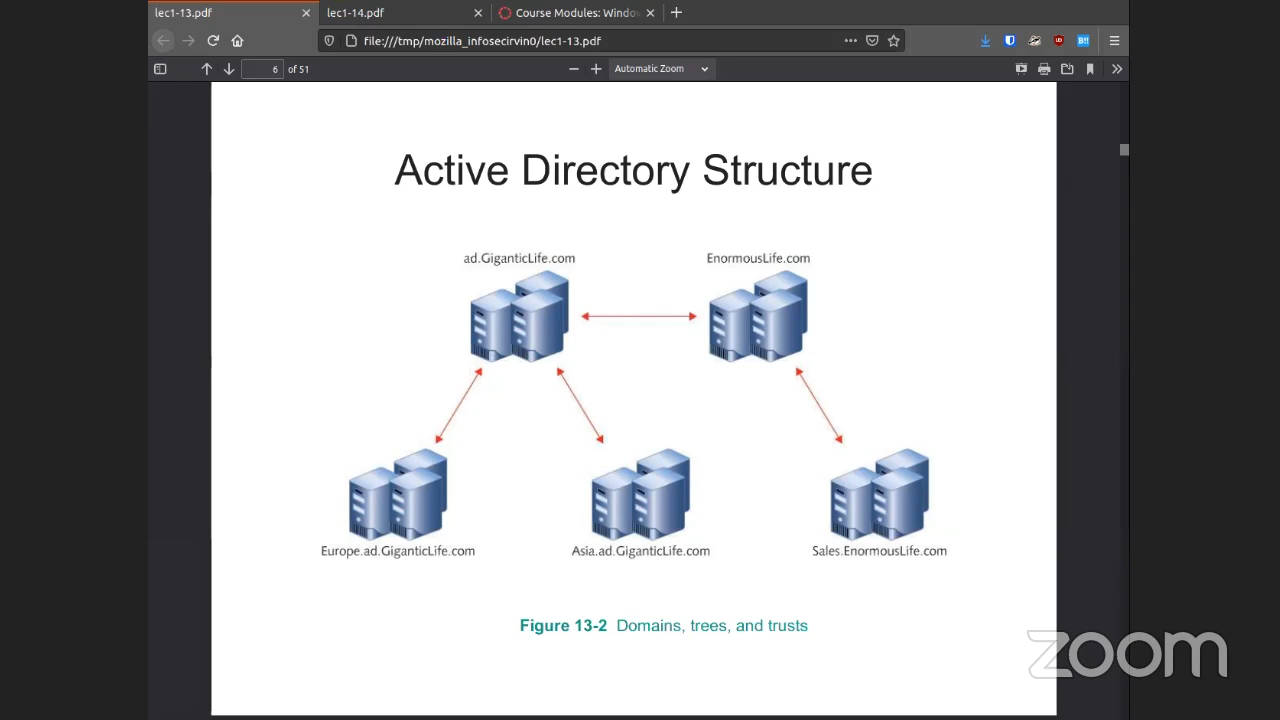 lec1-13.pdf
lec1-14.pdf
Course Modules: Windo
file:///tmp/mozilla_infosecirvin0/lec1-13.pdf
6 of 51
Automatic Zoom
Active Directory Structure
ad.GiganticLife.com
EnormousLife.com
Europe.ad.GiganticLife.com
Asia.ad.GiganticLife.com
Sales.EnormousLife.com
Figure 13-2 Domains, trees, and trusts
zoom